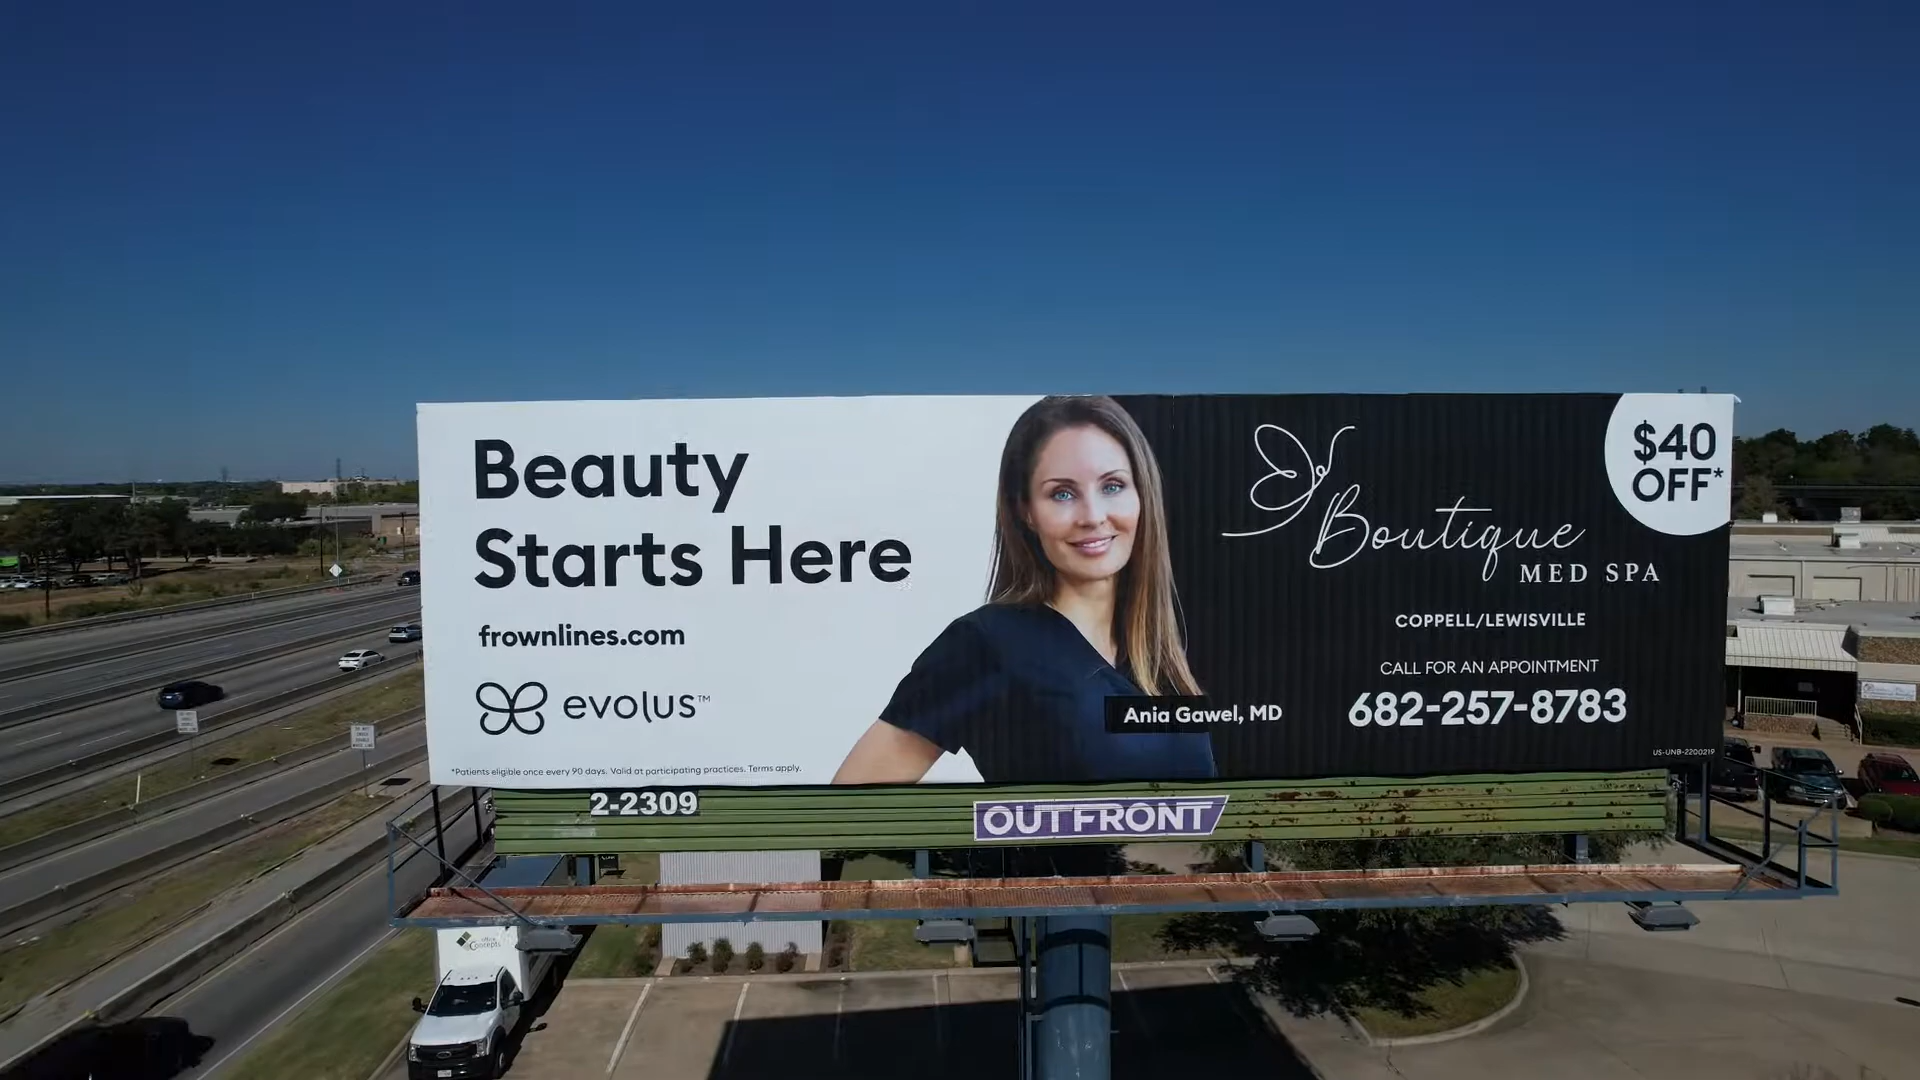 Beauty
Starts Here
frownlines.com
evolus™
*Patients eligible once every 90 days. Valid at participating practices. Terms apply.
Ania Gawel, MD
Boutique
MED SPA
$40
OFF*
COPPELL/LEWISVILLE
CALL FOR AN APPOINTMENT
682-257-8783
US-UNB-2200219
2-2309
OUTFRONT
office
Concepts